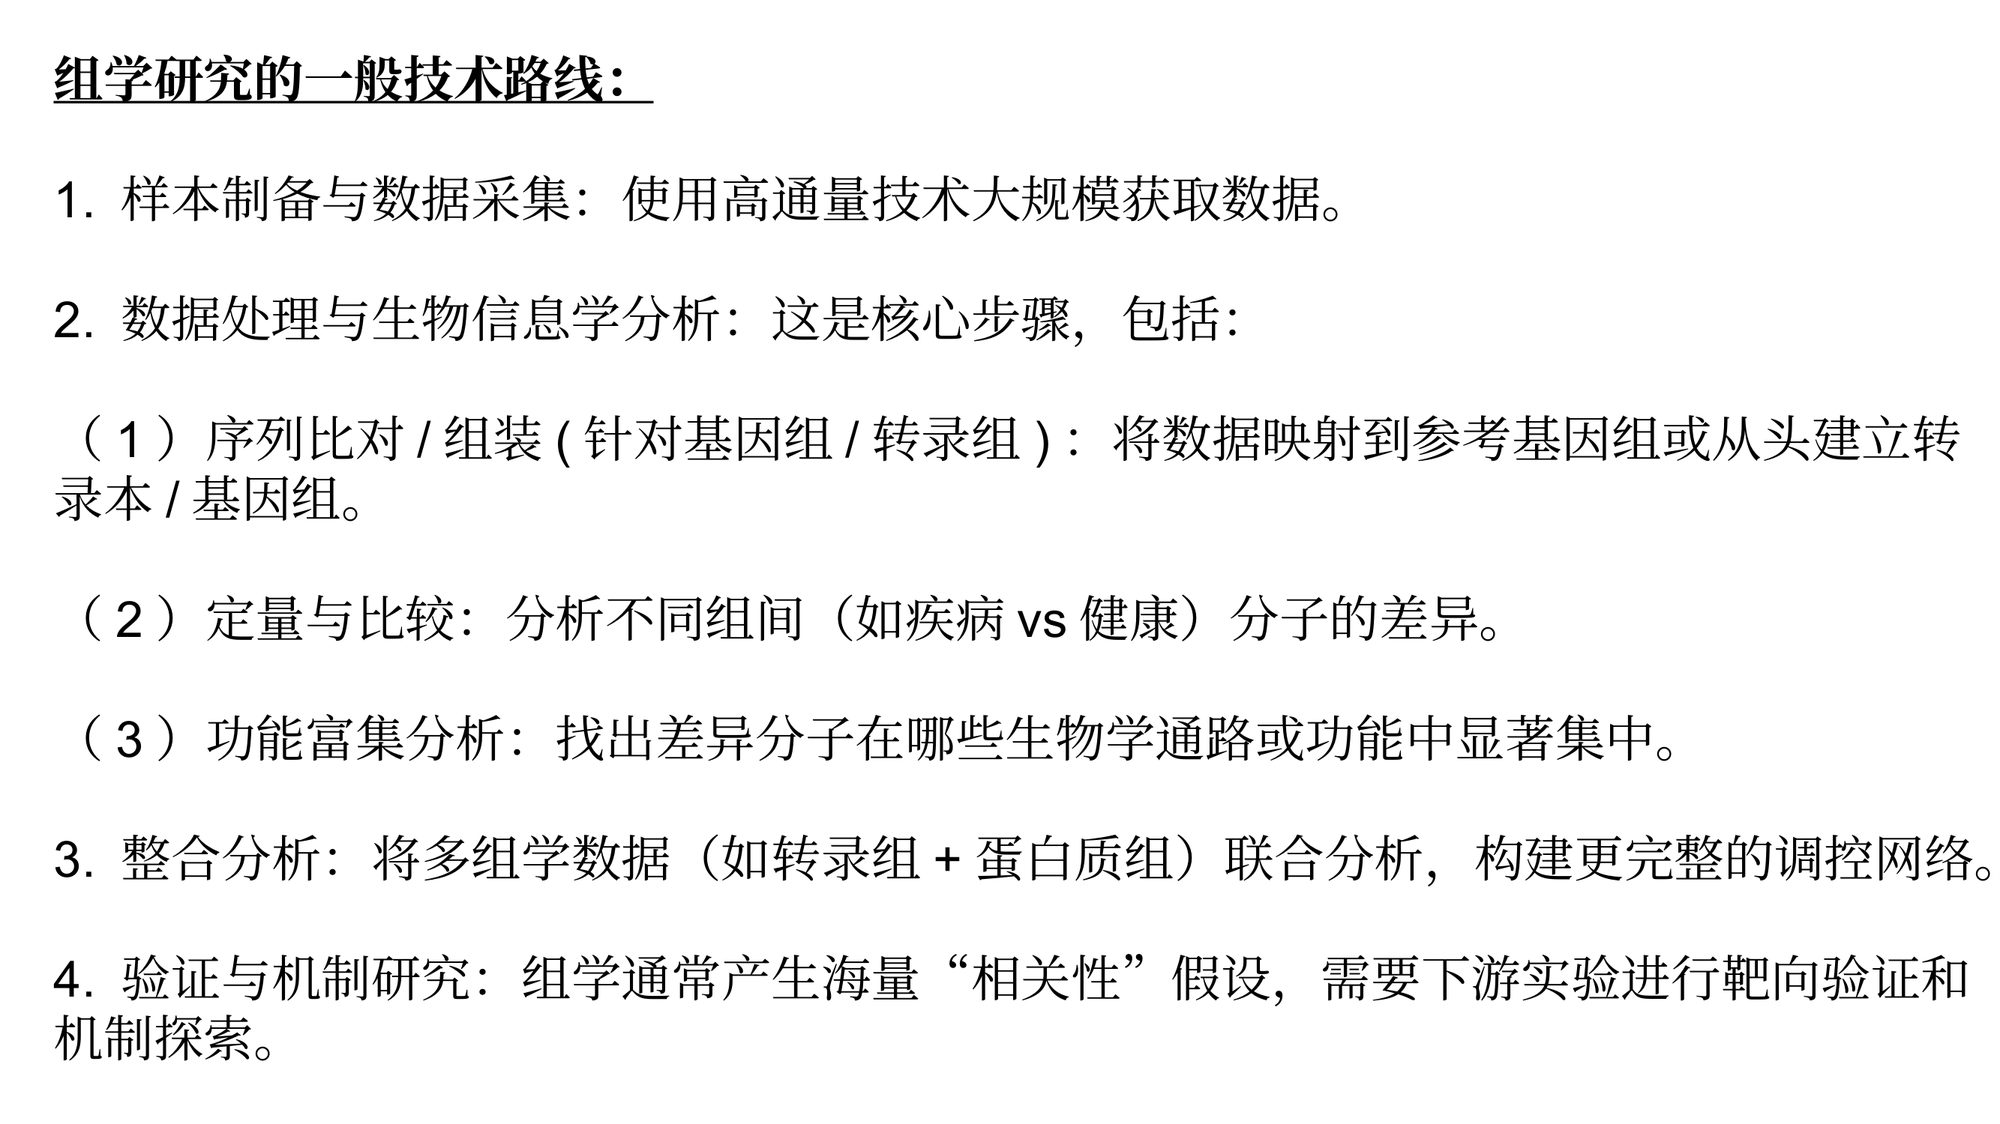 组学研究的一般技术路线：
1. 样本制备与数据采集：使用高通量技术大规模获取数据。
2. 数据处理与生物信息学分析：这是核心步骤，包括：
（1）序列比对 / 组装 ( 针对基因组 / 转录组 ) ：将数据映射到参考基因组或从头建立转
录本 / 基因组。
（2）定量与比较：分析不同组间（如疾病 vs 健康）分子的差异。
（3）功能富集分析：找出差异分子在哪些生物学通路或功能中显著集中。
3. 整合分析：将多组学数据（如转录组 + 蛋白质组）联合分析，构建更完整的调控网络。
4. 验证与机制研究：组学通常产生海量“相关性”假设，需要下游实验进行靶向验证和
机制探索。